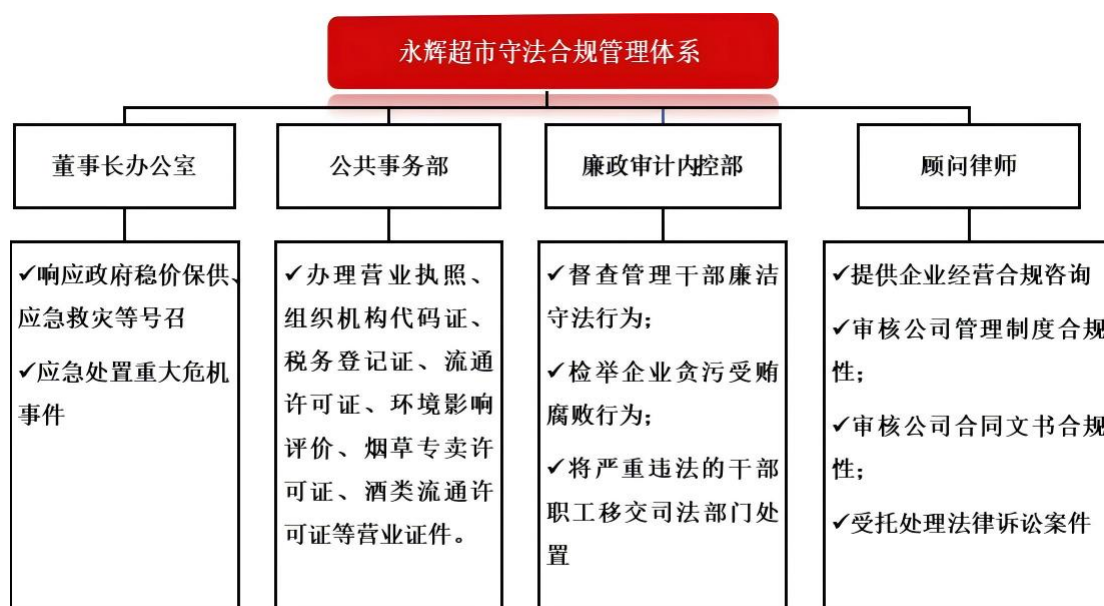 永辉超市守法合规管理体系
董事长办公室
公共事务部
廉政审计内控部
顾问律师
✓响应政府稳价保供、
应急救灾等号召
✓应急处置重大危机
事件
✓办理营业执照、
组织机构代码证、
税务登记证、流通
许可证、环境影响
评价、烟草专卖许
可证、酒类流通许
可证等营业证件。
✓督查管理干部廉洁
守法行为；
✓检举企业贪污受贿
腐败行为；
✓将严重违法的干部
职工移交司法部门处
置
✓提供企业经营合规咨询
✓审核公司管理制度合规
性；
✓审核公司合同文书合规
性；
✓受托处理法律诉讼案件